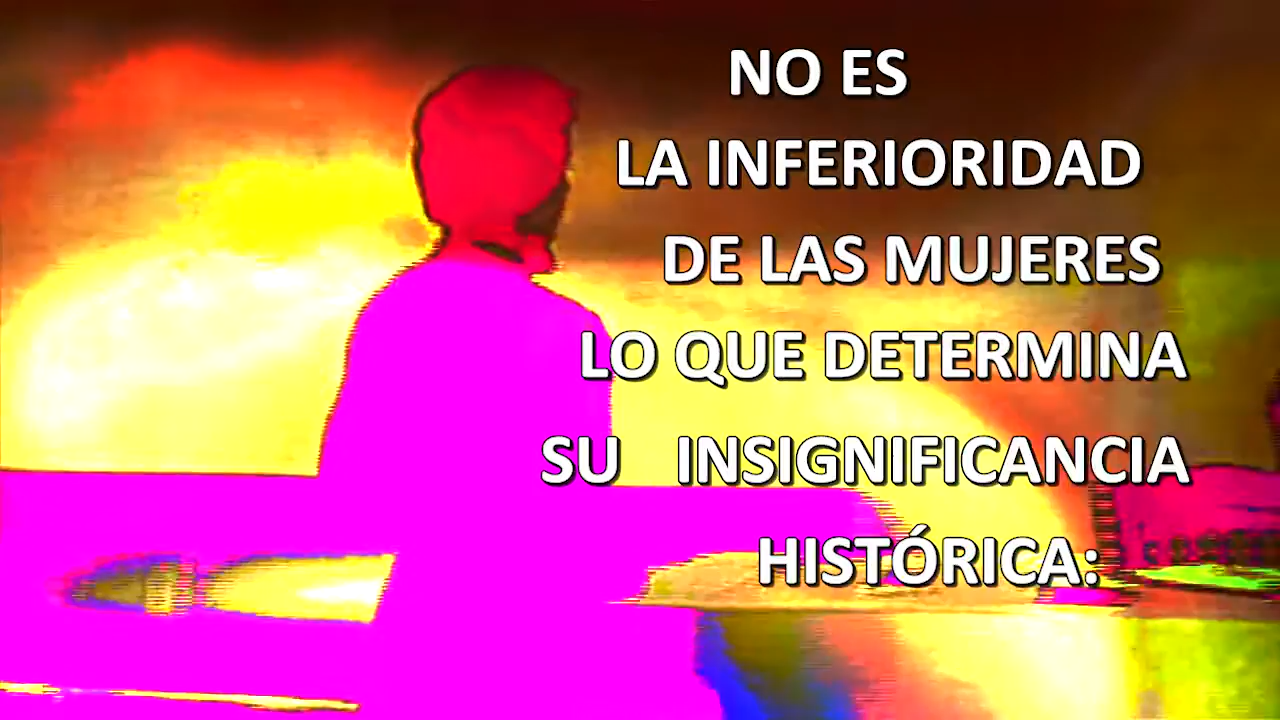 NO ES
LA INFERIORIDAD
DE LAS MUJERES
LO QUE DETERMINA
SU INSIGNIFICANCIA
HISTÓRICA: